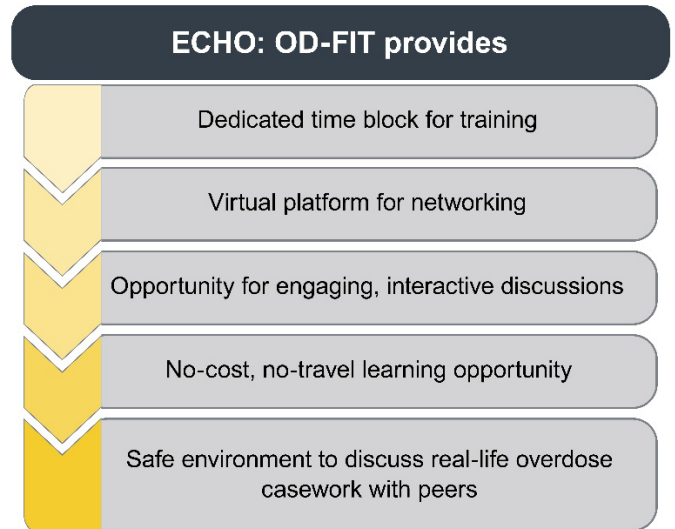 ECHO: OD-FIT provides
Dedicated time block for training
Virtual platform for networking
Opportunity for engaging, interactive discussions
No-cost, no-travel learning opportunity
Safe environment to discuss real-life overdose
casework with peers